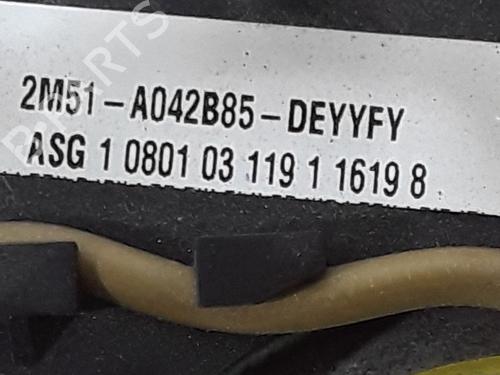 2M51-A042B85-DEYYFY
ASG 1 0801 03 119 1 1619 8